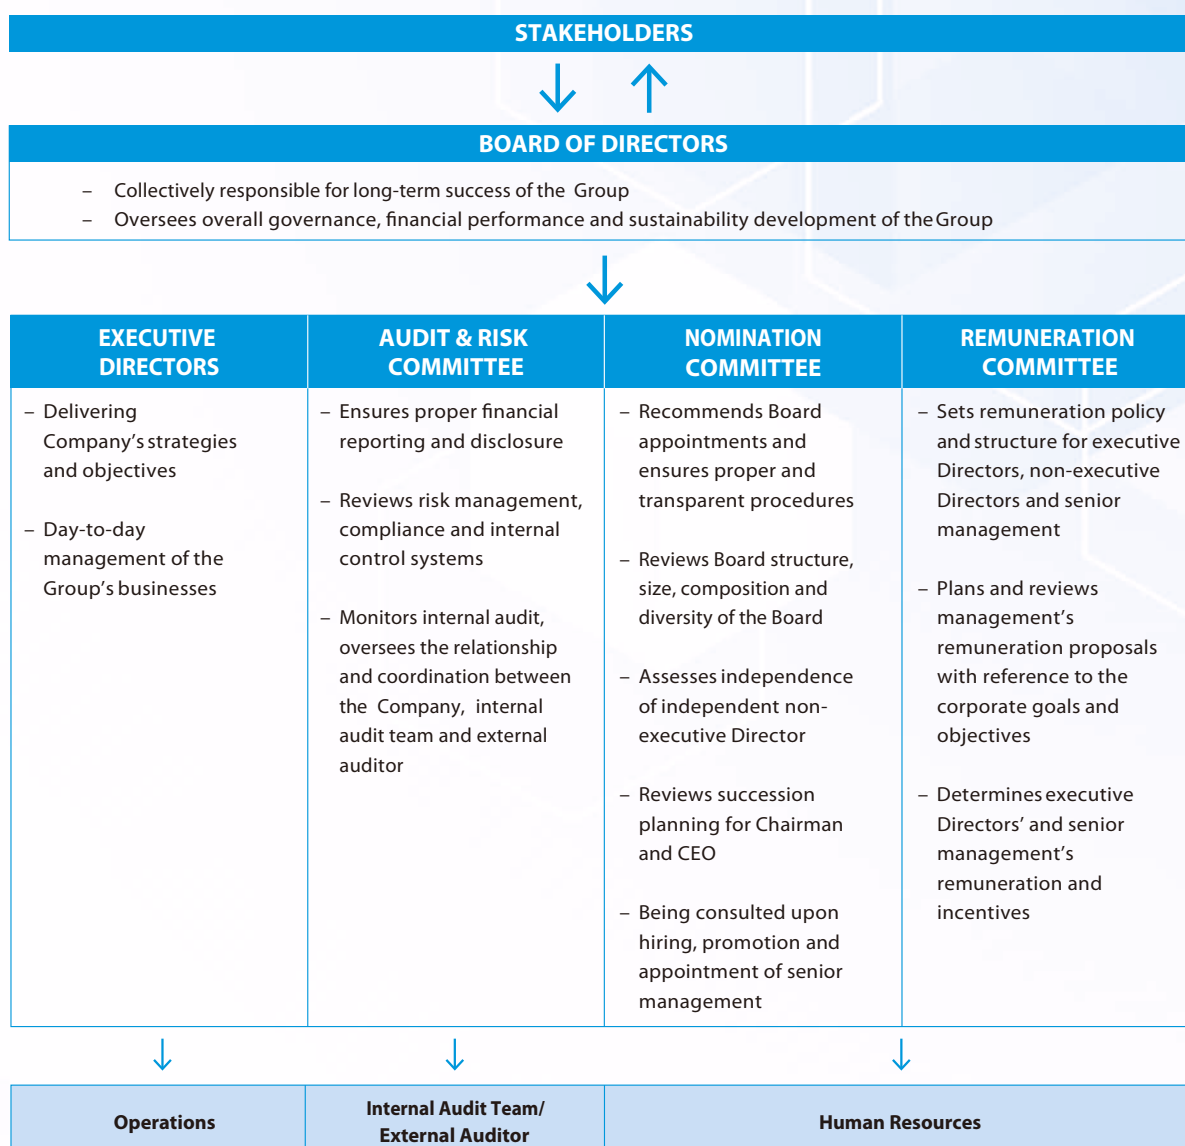 STAKEHOLDERS
BOARD OF DIRECTORS
– Collectively responsible for long-term success of the Group
– Oversees overall governance, financial performance and sustainability development of the Group
EXECUTIVE
DIRECTORS
– Delivering
Company’s strategies
and objectives
– Day-to-day
management of the
Group’s businesses
AUDIT & RISK
COMMITTEE
– Ensures proper financial
reporting and disclosure
– Reviews risk management,
compliance and internal
control systems
– Monitors internal audit,
oversees the relationship
and coordination between
the Company, internal
audit team and external
auditor
NOMINATION
COMMITTEE
– Recommends Board
appointments and
ensures proper and
transparent procedures
– Reviews Board structure,
size, composition and
diversity of the Board
– Assesses independence
of independent non-
executive Director
– Reviews succession
planning for Chairman
and CEO
– Being consulted upon
hiring, promotion and
appointment of senior
management
REMUNERATION
COMMITTEE
– Sets remuneration policy
and structure for executive
Directors, non-executive
Directors and senior
management
– Plans and reviews
management’s
remuneration proposals
with reference to the
corporate goals and
objectives
– Determines executive
Directors’ and senior
management’s
remuneration and
incentives
Operations
Internal Audit Team/
External Auditor
Human Resources